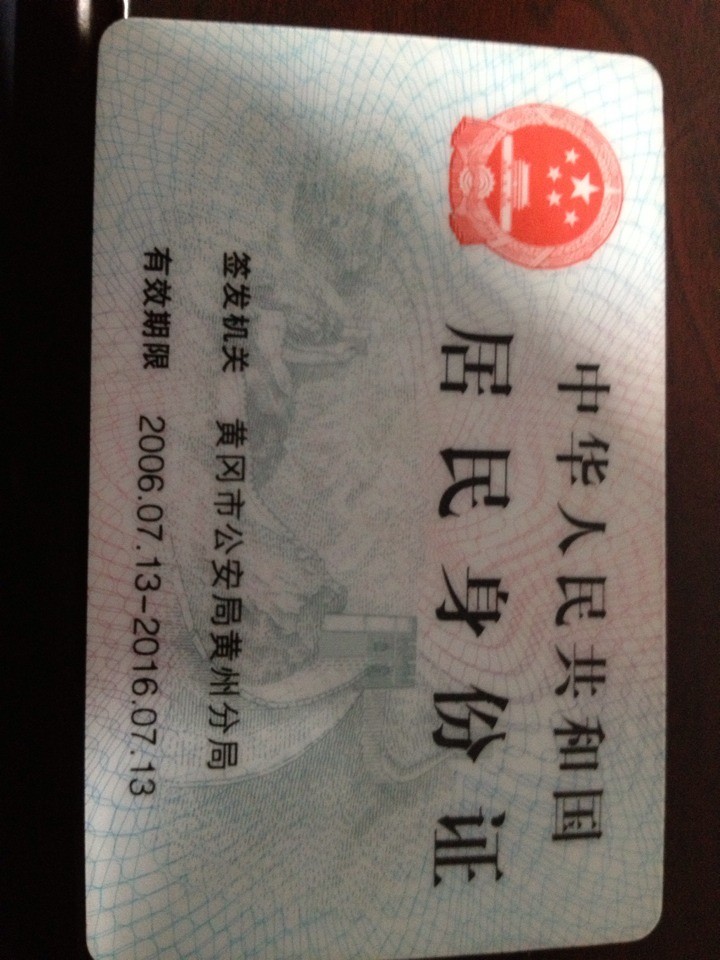 中华人民共和国
居民身份证
签发机关 黄冈市公安局黄州分局
有效期限 2006.07.13-2016.07.13